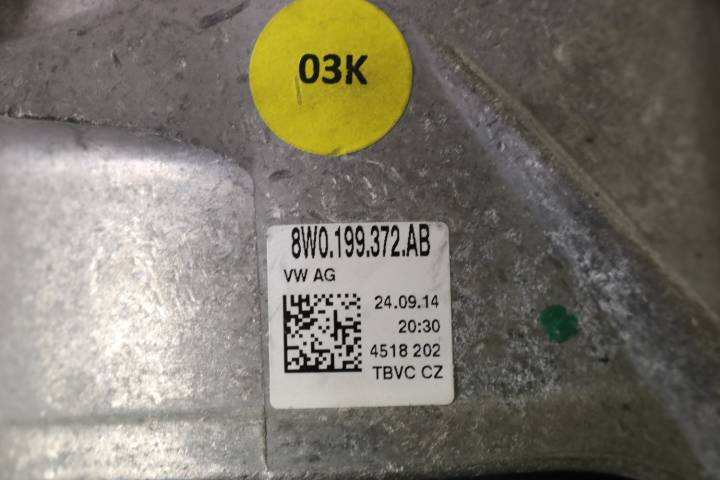 03K
8W0.199.372.AB
VW AG
24.09.14
20:30
4518 202
TBVC CZ